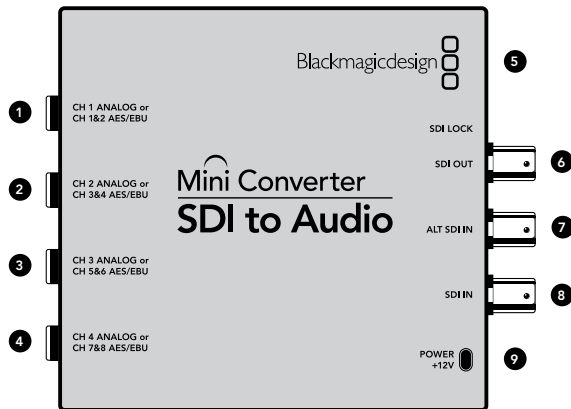 Blackmagicdesign
5
1
CH 1 ANALOG or
CH 1&2 AES/EBU
SDI LOCK
SDI OUT
6
2
CH 2 ANALOG or
CH 3&4 AES/EBU
Mini Converter
SDI to Audio
ALT SDI IN
7
3
CH 3 ANALOG or
CH 5&6 AES/EBU
SDI IN
8
4
CH 4 ANALOG or
CH 7&8 AES/EBU
POWER
+12V
9